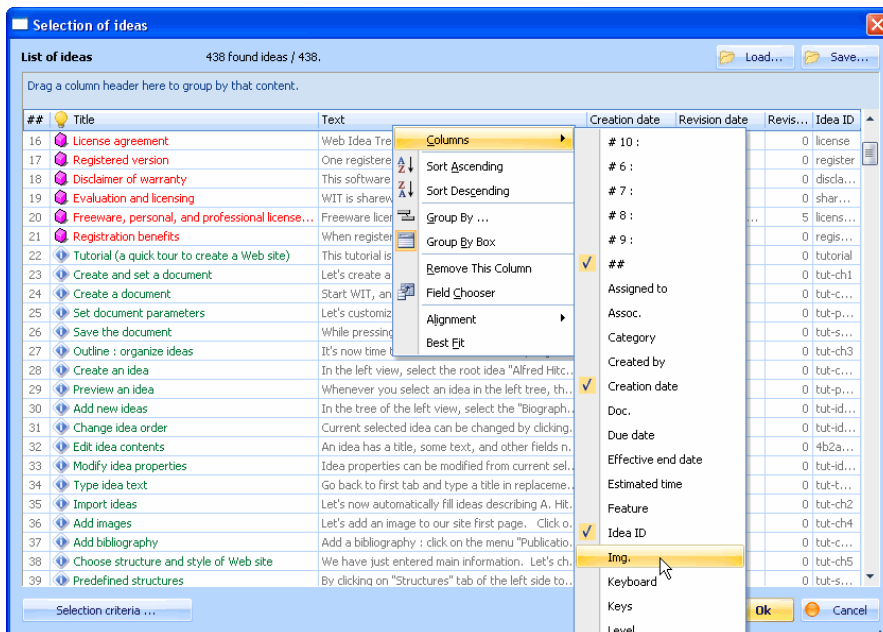 Selection of ideas
List of ideas 438 found ideas / 438. Load... Save...
Drag a column header here to group by that content.
## Title Text Creation date Revision date Revis... Idea ID
16 License agreement Web Idea Tre 0 license
17 Registered version One registere 0 register
18 Disclaimer of warranty This software 0 discla...
19 Evaluation and licensing WIT is sharew 0 shar...
20 Freeware, personal, and professional license... Freeware licer ... 5 licens...
21 Registration benefits When register 0 regis...
22 Tutorial (a quick tour to create a Web site) This tutorial is 0 tutorial
23 Create and set a document Let's create a 0 tut-ch1
24 Create a document Start WIT, an 0 tut-c...
25 Set document parameters Let's customiz 0 tut-p...
26 Save the document While pressing 0 tut-s...
27 Outline : organize ideas It's now time t 0 tut-ch3
28 Create an idea In the left view, select the root idea "Alfred Hitc... 0 tut-c...
29 Preview an idea Whenever you select an idea in the left tree, th... 0 tut-p...
30 Add new ideas In the tree of the left view, select the "Biograph... 0 tut-id...
31 Change idea order Current selected idea can be changed by clicking... 0 tut-id...
32 Edit idea contents An idea has a title, some text, and other fields n... 0 4b2a...
33 Modify idea properties Idea properties can be modified from current sel... 0 tut-id...
34 Type idea text Go back to first tab and type a title in replaceme... 0 tut-t...
35 Import ideas Let's now automatically fill ideas describing A. Hit... 0 tut-ch2
36 Add images Let's add an image to our site first page. Click o... 0 tut-ch4
37 Add bibliography Add a bibliography : click on the menu "Publicatio... 0 tut-c...
38 Choose structure and style of Web site We have just entered main information. Let's ch... 0 tut-ch5
39 Predefined structures By clicking on "Structures" tab of the left side to... 0 tut-s...
Columns
Sort Ascending
Sort Descending
Group By ...
Group By Box
Remove This Column
Field Chooser
Alignment
Best Fit
# 10 :
# 6 :
# 7 :
# 8 :
# 9 :
##
Assigned to
Assoc.
Category
Created by
Creation date
Doc.
Due date
Effective end date
Estimated time
Feature
Idea ID
Img.
Keyboard
Keys
Level
Selection criteria ... Ok Cancel